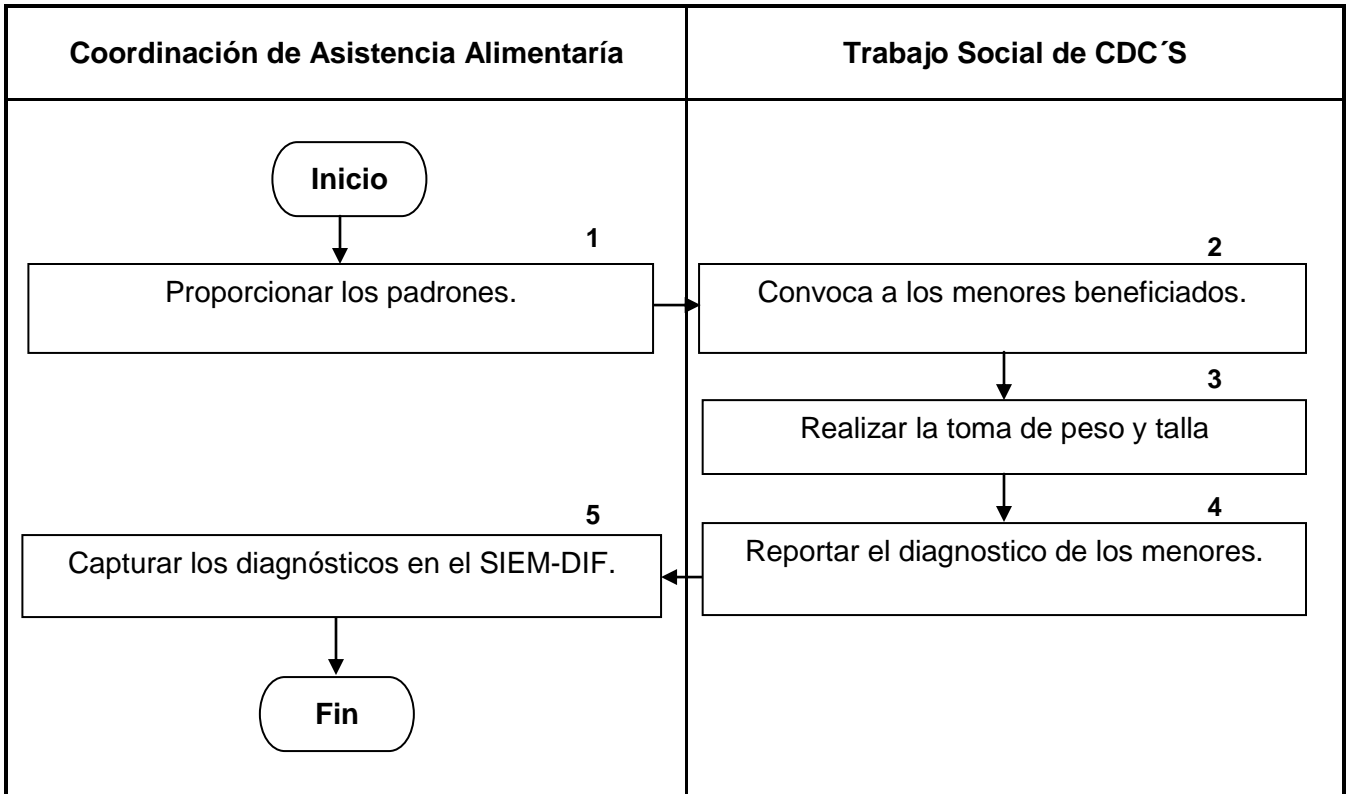 Coordinación de Asistencia Alimentaría
Trabajo Social de CDC´S
Inicio
1
Proporcionar los padrones.
2
Convoca a los menores beneficiados.
3
Realizar la toma de peso y talla
4
Reportar el diagnostico de los menores.
5
Capturar los diagnósticos en el SIEM-DIF.
Fin